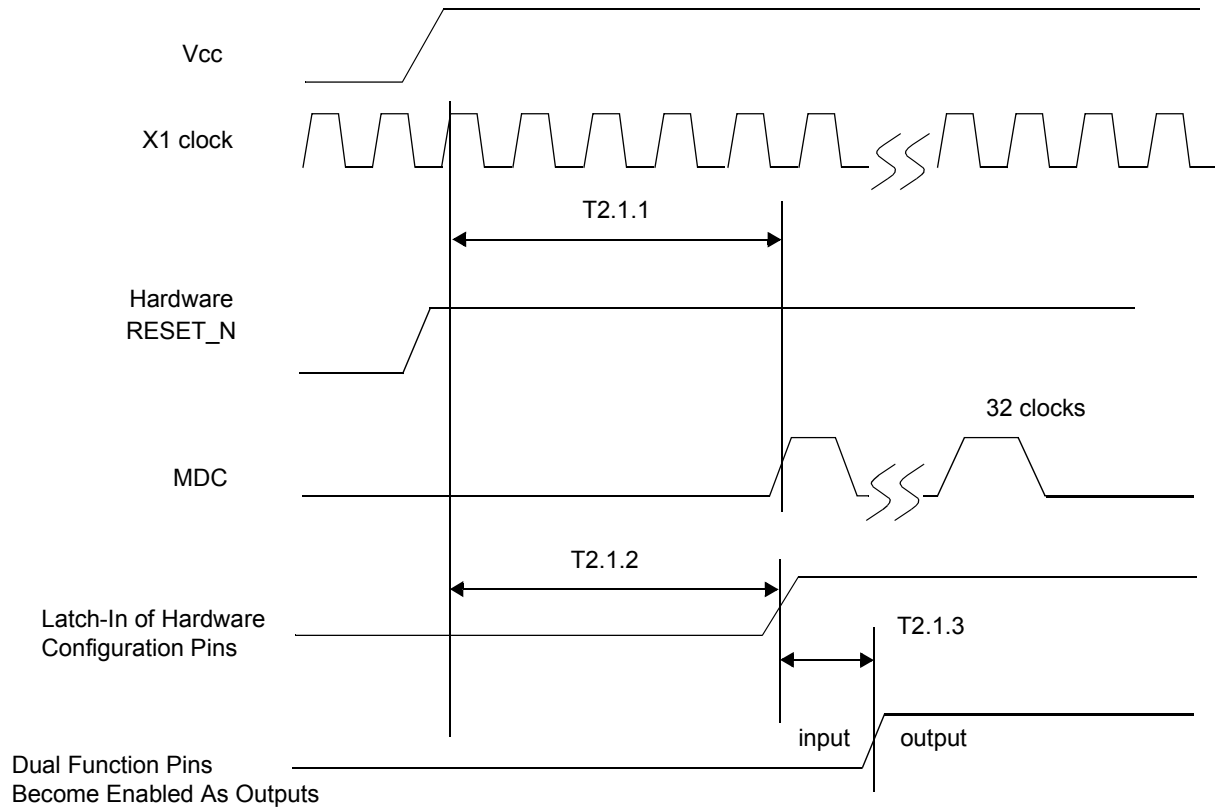 Vcc
X1 clock
T2.1.1
Hardware
RESET_N
32 clocks
MDC
T2.1.2
Latch-In of Hardware
Configuration Pins
T2.1.3
input output
Dual Function Pins
Become Enabled As Outputs